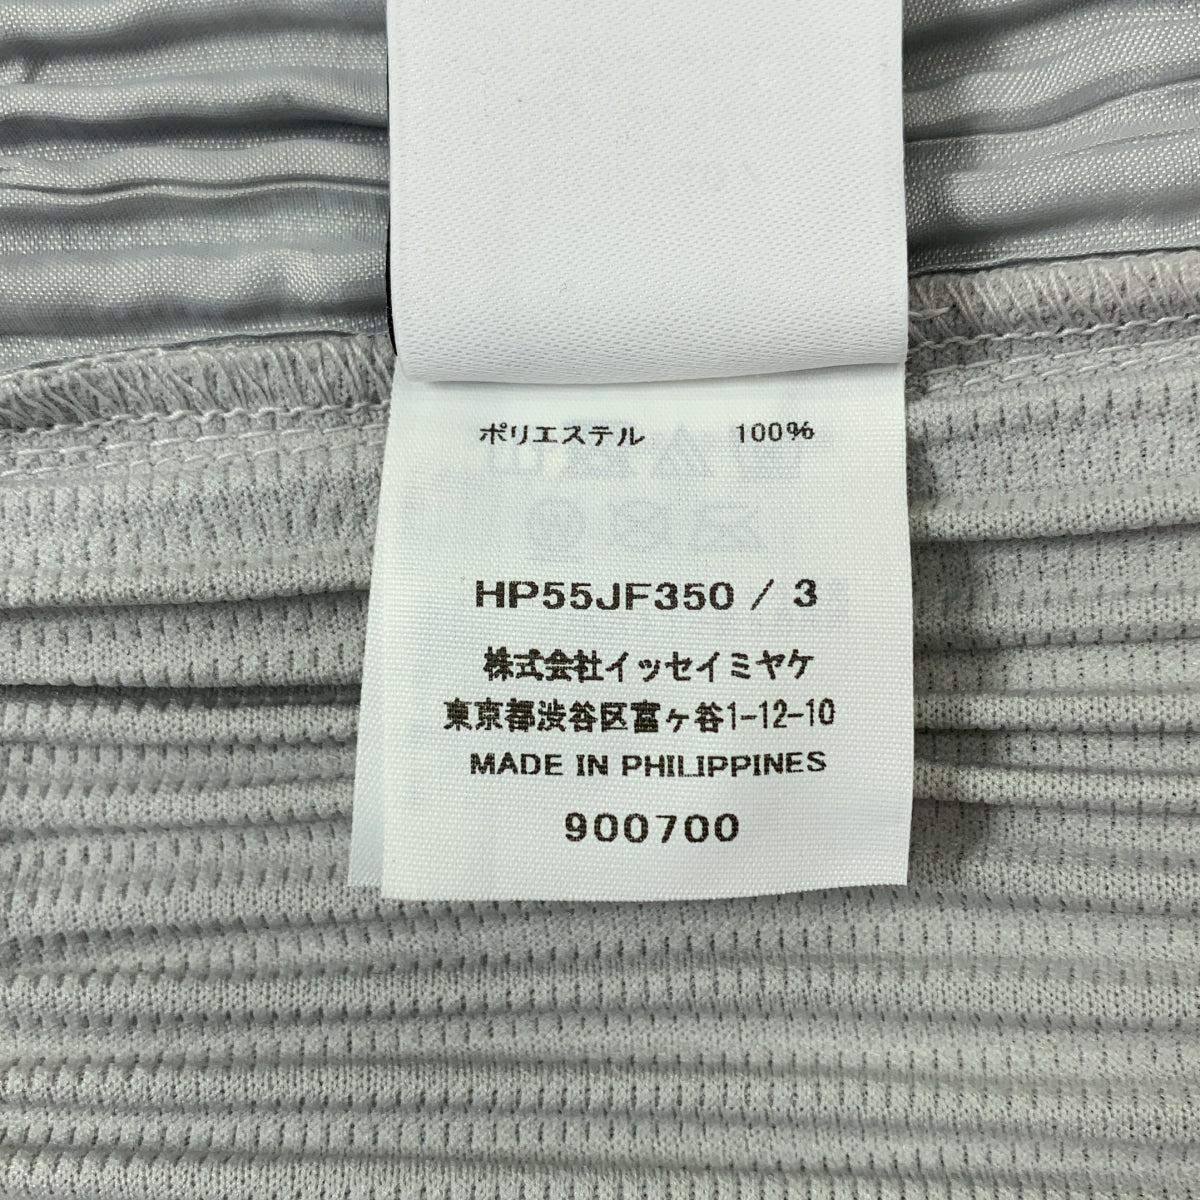 ポリエステル 100%
HP55JF350 / 3
株式会社イッセイミヤケ
東京都渋谷区富ヶ谷1-12-10
MADE IN PHILIPPINES
900700